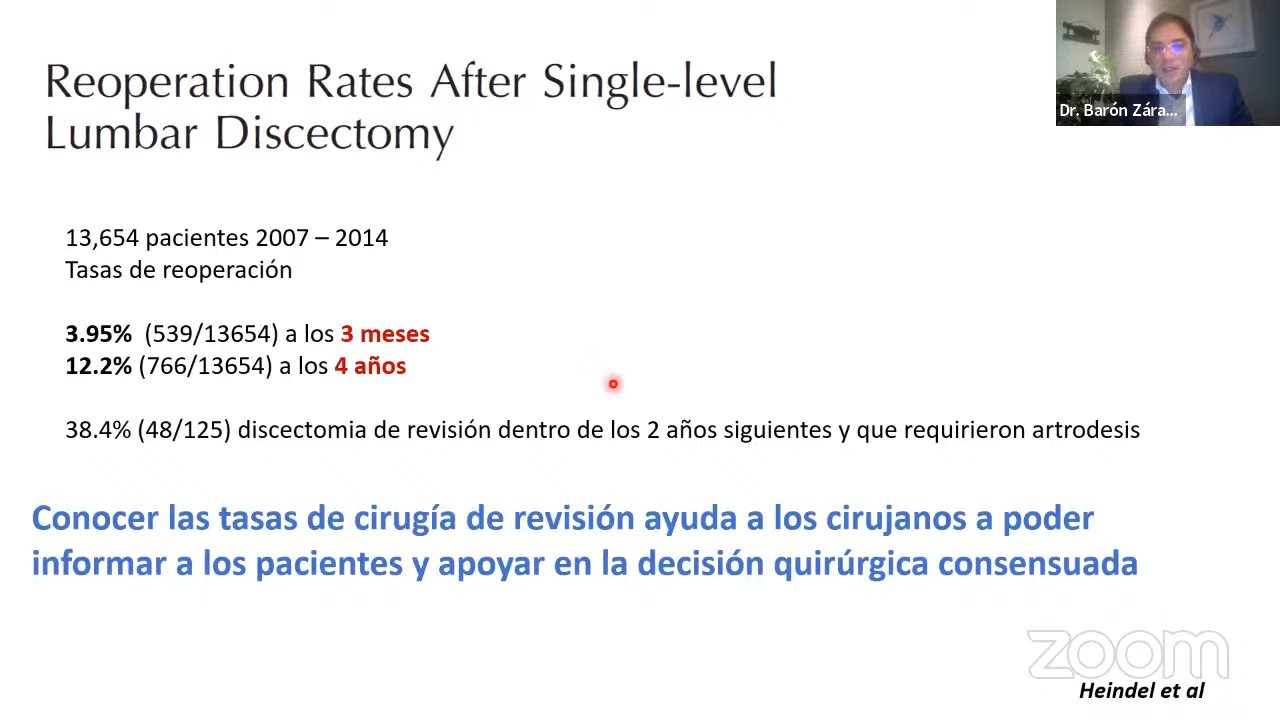 Reoperation Rates After Single-level
Lumbar Discectomy
Dr. Barón Zára...
13,654 pacientes 2007 – 2014
Tasas de reoperación
3.95% (539/13654) a los 3 meses
12.2% (766/13654) a los 4 años
38.4% (48/125) discectomia de revisión dentro de los 2 años siguientes y que requirieron artrodesis
Conocer las tasas de cirugía de revisión ayuda a los cirujanos a poder
informar a los pacientes y apoyar en la decisión quirúrgica consensuada
zoom
Heindel et al